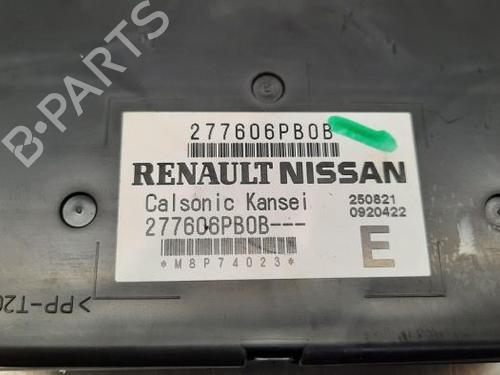 277606PB0B
RENAULT NISSAN
Calsonic Kansei
250821
277606PB0B---
0920422
E
*M8P74023*
>PP-T20
B-PARTS